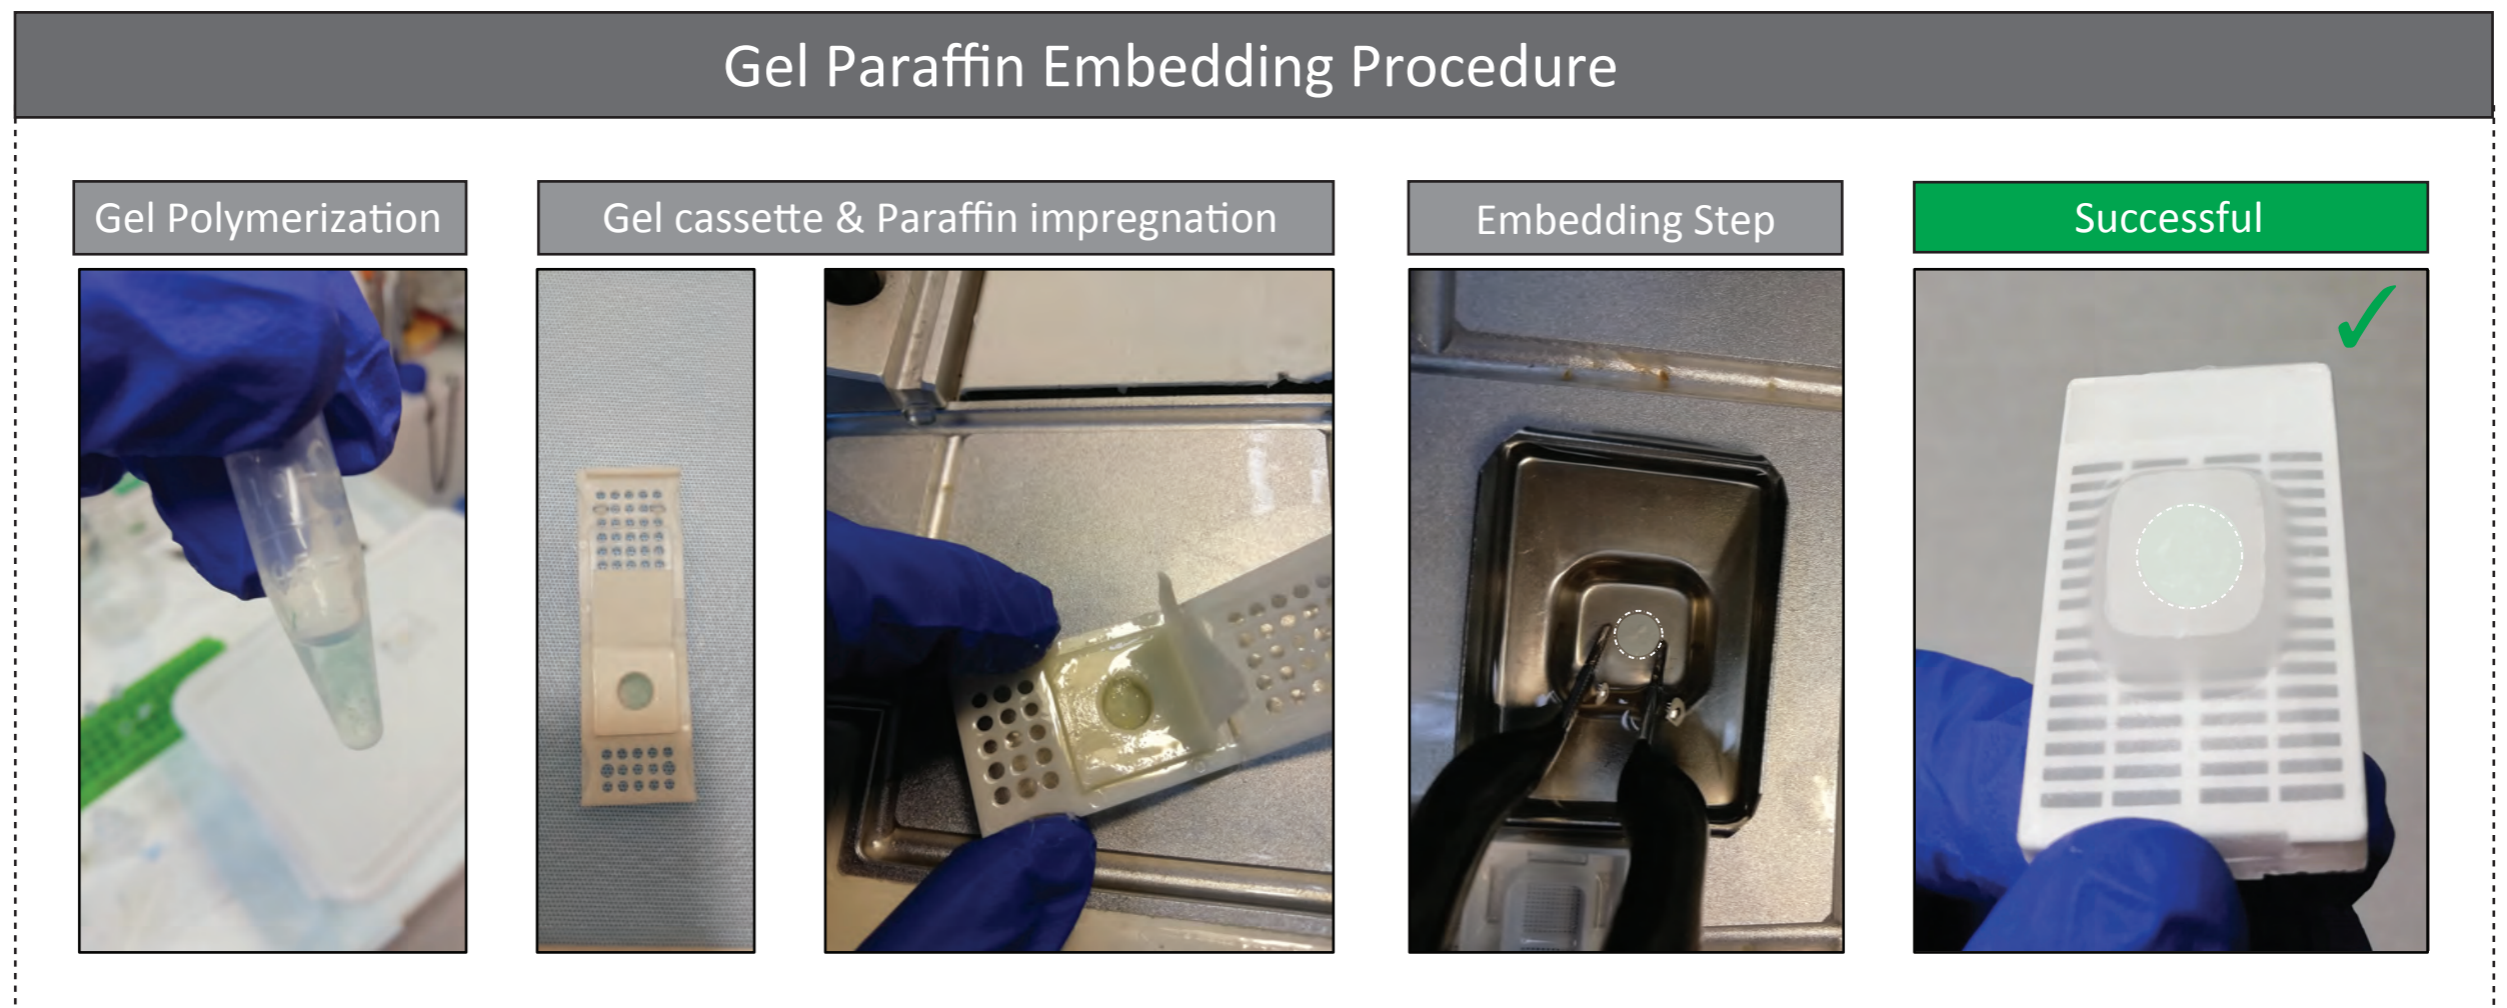 Gel Paraffin Embedding Procedure
Gel Polymerization
Gel cassette & Paraffin impregnation
Embedding Step
Successful